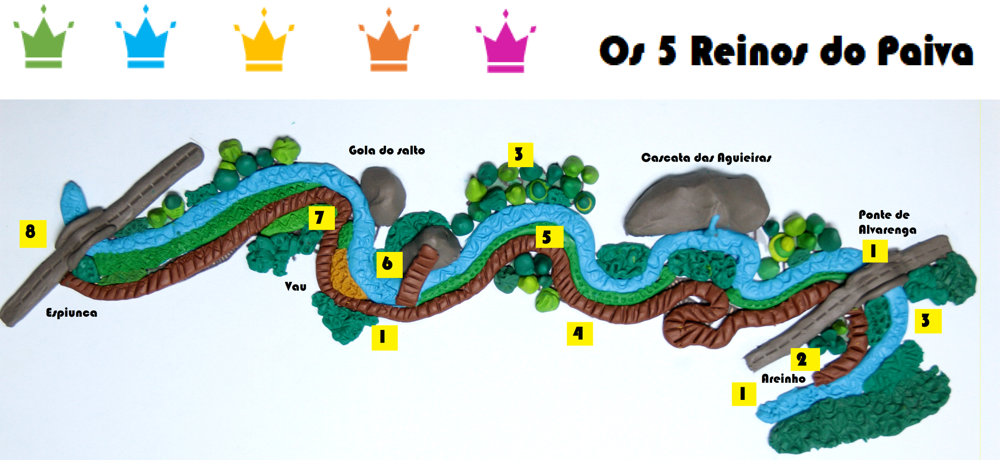 Os 5 Reinos do Paiva
Gola do salto
3
Cascata das Aguieiras
Ponte de
Alvarenga
1
8
7
5
6
Vau
Espiunca
3
1
4
2
Areinho
1